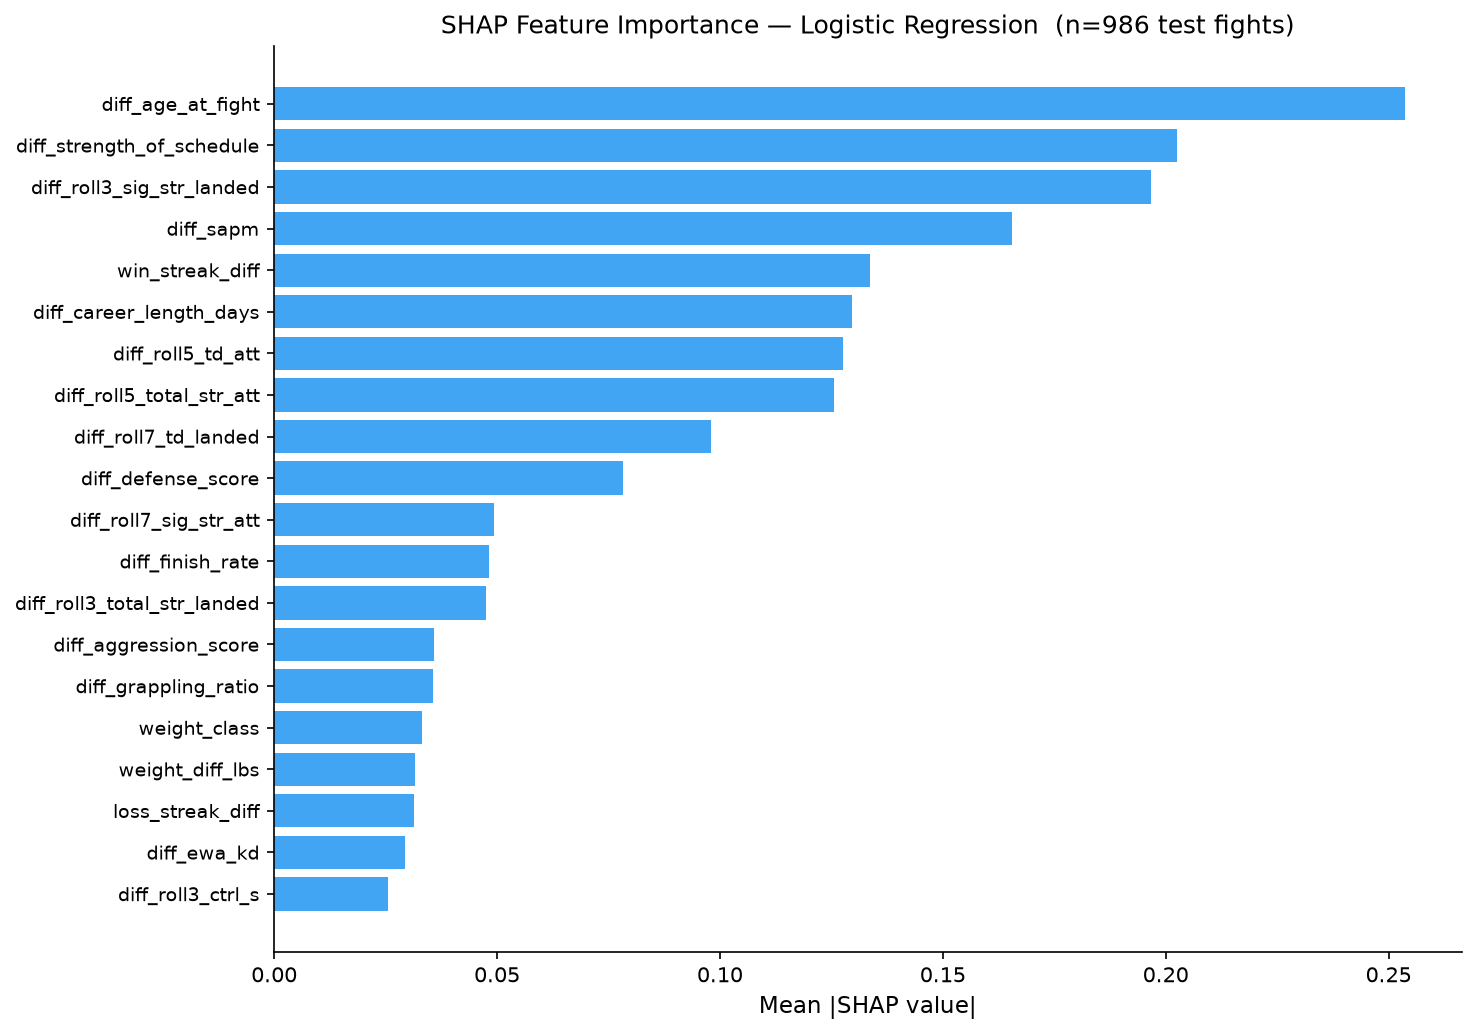 SHAP Feature Importance — Logistic Regression  (n=986 test fights)
diff_age_at_fight
diff_strength_of_schedule
diff_roll3_sig_str_landed
diff_sapm
win_streak_diff
diff_career_length_days
diff_roll5_td_att
diff_roll5_total_str_att
diff_roll7_td_landed
diff_defense_score
diff_roll7_sig_str_att
diff_finish_rate
diff_roll3_total_str_landed
diff_aggression_score
diff_grappling_ratio
weight_class
weight_diff_lbs
loss_streak_diff
diff_ewa_kd
diff_roll3_ctrl_s
0.00 0.05 0.10 0.15 0.20 0.25
Mean |SHAP value|